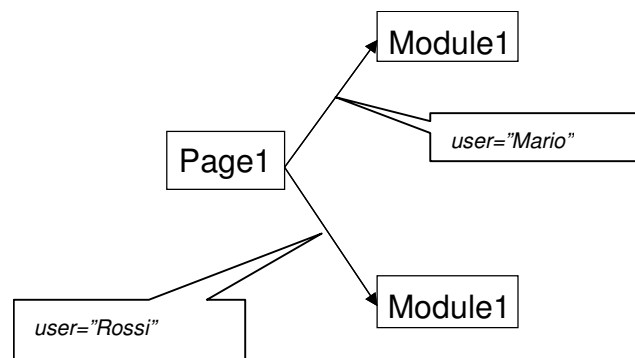 Module1
user=”Mario”
Page1
Module1
user=”Rossi”